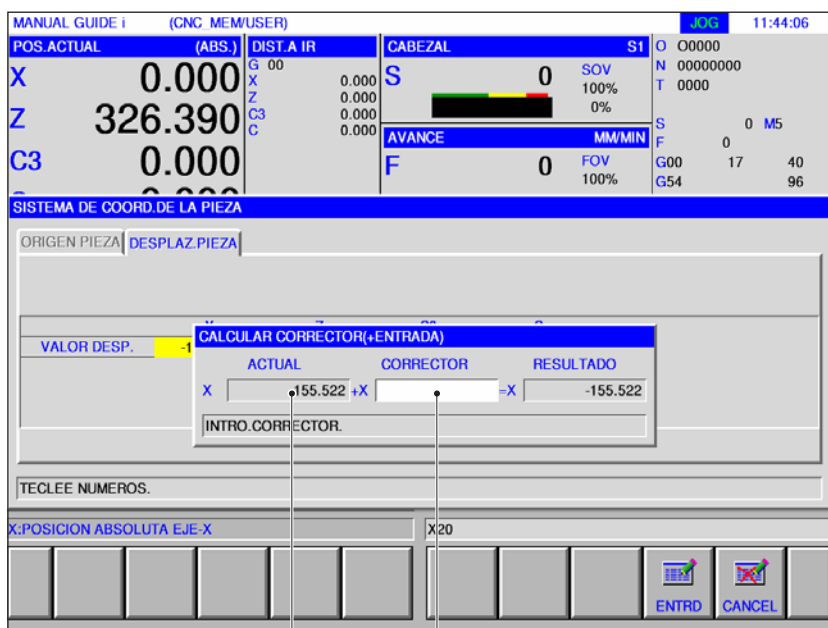 MANUAL GUIDE i (CNC_MEM/USER) JOG 11:44:06
POS.ACTUAL (ABS.) DIST.A IR CABEZAL S1 O O0000
G 00 N 00000000
X 0.000 X 0.000 S 0 SOV T 0000
Z 0.000 100%
Z 326.390 C3 0.000 0%
C 0.000 S 0 M5
AVANCE MM/MIN F 0
C3 0.000 F 0 FOV G00 17 40
100% G54 96
SISTEMA DE COORD.DE LA PIEZA
ORIGEN PIEZA DESPLAZ.PIEZA
VALOR DESP. -1
CALCULAR CORRECTOR(+ENTRADA)
ACTUAL CORRECTOR RESULTADO
X -155.522 +X =X -155.522
INTRO.CORRECTOR.
TECLEE NUMEROS.
X:POSICION ABSOLUTA EJE-X X20
ENTRD CANCEL